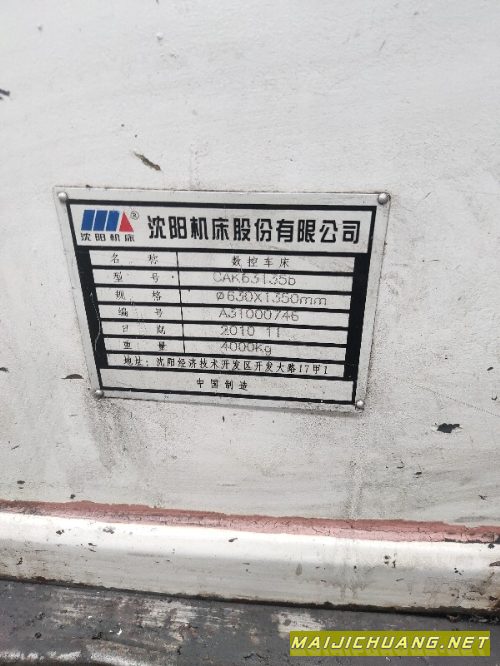 沈阳机床 ® 沈阳机床股份有限公司
名 称 数控车床
型 号 CAK63135b
规 格 ø630X1350mm
编 号 A31000746
日 期 2010 11
重 量 4000Kg
地址: 沈阳经济技术开发区开发大路17甲1
中国制造
MAIJICHUANG.NET